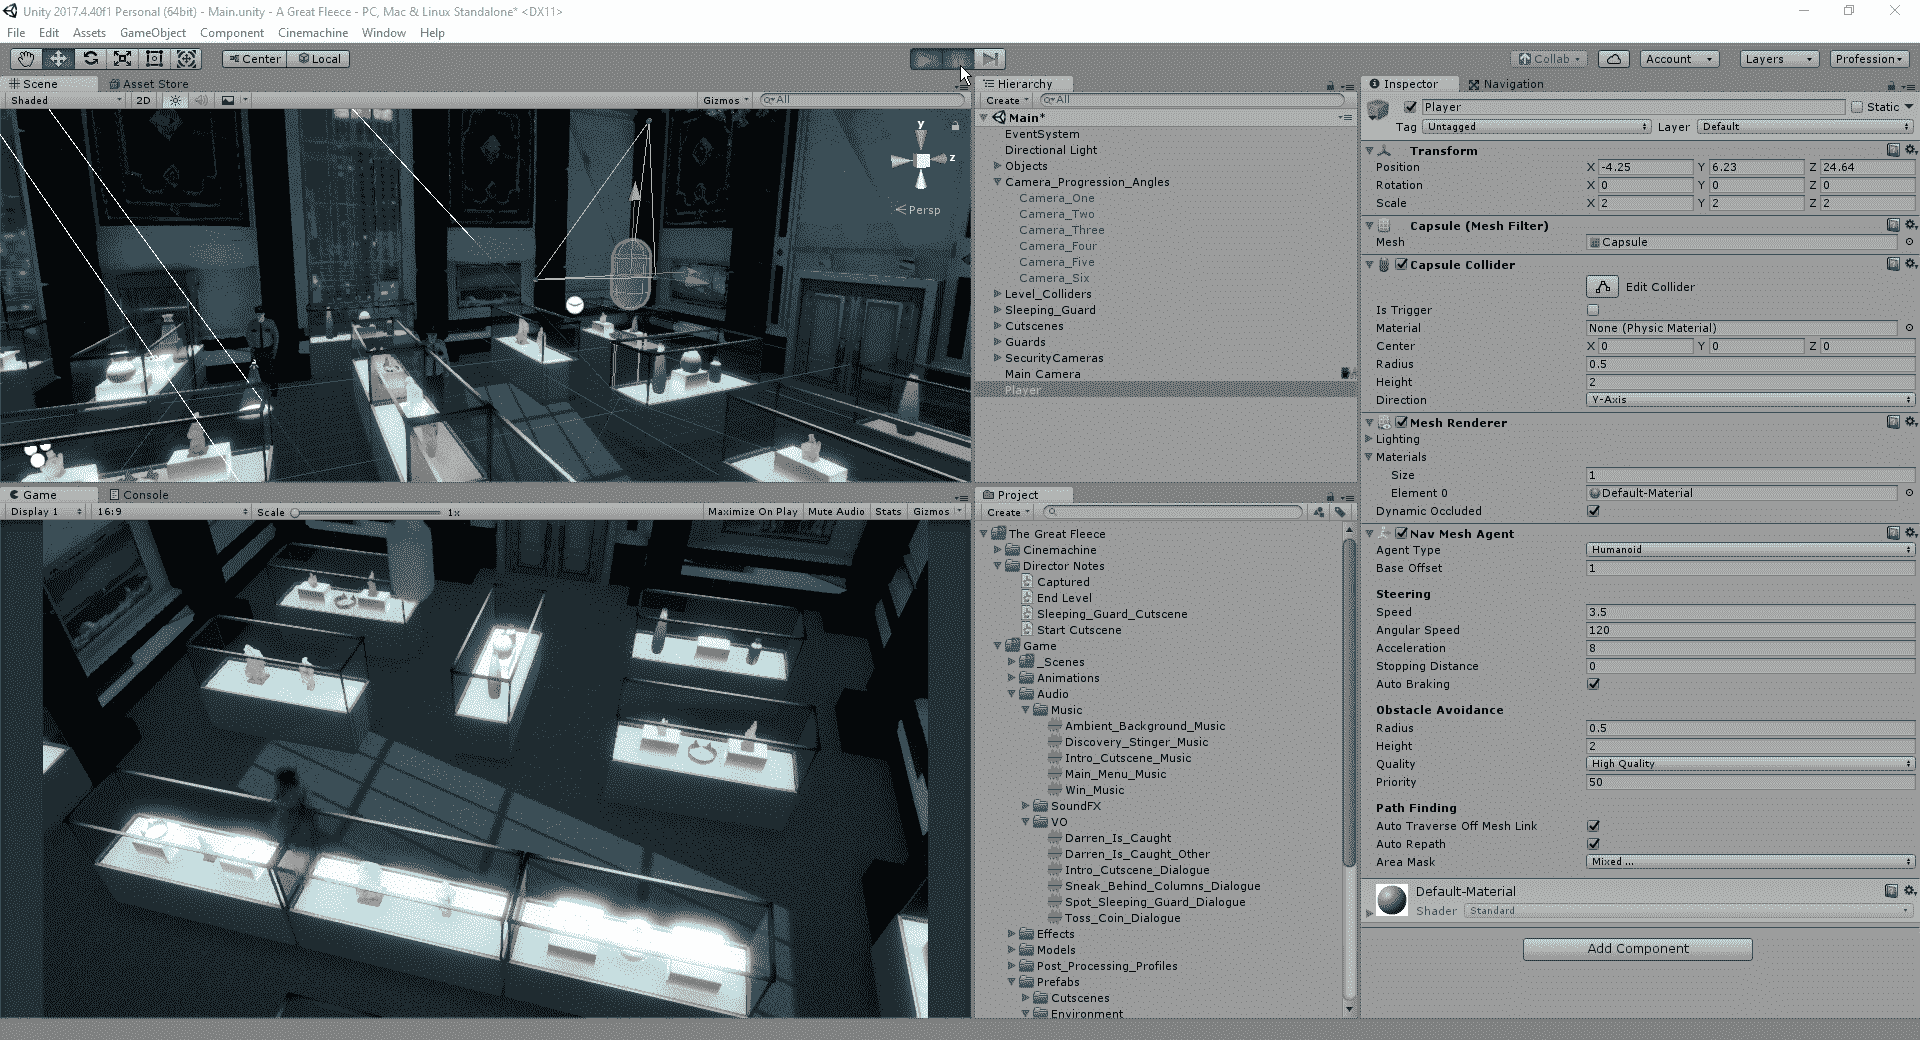 Unity 2017.4.40f1 Personal (64bit) - Main.unity - A Great Fleece - PC, Mac & Linux Standalone* <DX11>
File Edit Assets GameObject Component Cinemachine Window Help
Center Local Collab Account Layers Profession
Scene Asset Store
Shaded 2D Gizmos All
y
z
Persp
Game Console
Display 1 16:9 Scale 1x Maximize On Play Mute Audio Stats Gizmos
Hierarchy
Create All
Main*
EventSystem
Directional Light
Objects
Camera_Progression_Angles
Camera_One
Camera_Two
Camera_Three
Camera_Four
Camera_Five
Camera_Six
Level_Colliders
Sleeping_Guard
Cutscenes
Guards
SecurityCameras
Main Camera
Player
Project
Create
The Great Fleece
Cinemachine
Director Notes
Captured
End Level
Sleeping_Guard_Cutscene
Start Cutscene
Game
_Scenes
Animations
Audio
Music
Ambient_Background_Music
Discovery_Stinger_Music
Intro_Cutscene_Music
Main_Menu_Music
Win_Music
SoundFX
VO
Darren_Is_Caught
Darren_Is_Caught_Other
Intro_Cutscene_Dialogue
Sneak_Behind_Columns_Dialogue
Spot_Sleeping_Guard_Dialogue
Toss_Coin_Dialogue
Effects
Models
Post_Processing_Profiles
Prefabs
Cutscenes
Environment
Inspector Navigation
Player Static
Tag Untagged Layer Default
Transform
Position X -4.25 Y 6.23 Z 24.64
Rotation X 0 Y 0 Z 0
Scale X 2 Y 2 Z 2
Capsule (Mesh Filter)
Mesh Capsule
Capsule Collider
Edit Collider
Is Trigger
Material None (Physic Material)
Center X 0 Y 0 Z 0
Radius 0.5
Height 2
Direction Y-Axis
Mesh Renderer
Lighting
Materials
Size 1
Element 0 Default-Material
Dynamic Occluded
Nav Mesh Agent
Agent Type Humanoid
Base Offset 1
Steering
Speed 3.5
Angular Speed 120
Acceleration 8
Stopping Distance 0
Auto Braking
Obstacle Avoidance
Radius 0.5
Height 2
Quality High Quality
Priority 50
Path Finding
Auto Traverse Off Mesh Link
Auto Repath
Area Mask Mixed ...
Default-Material
Shader Standard
Add Component